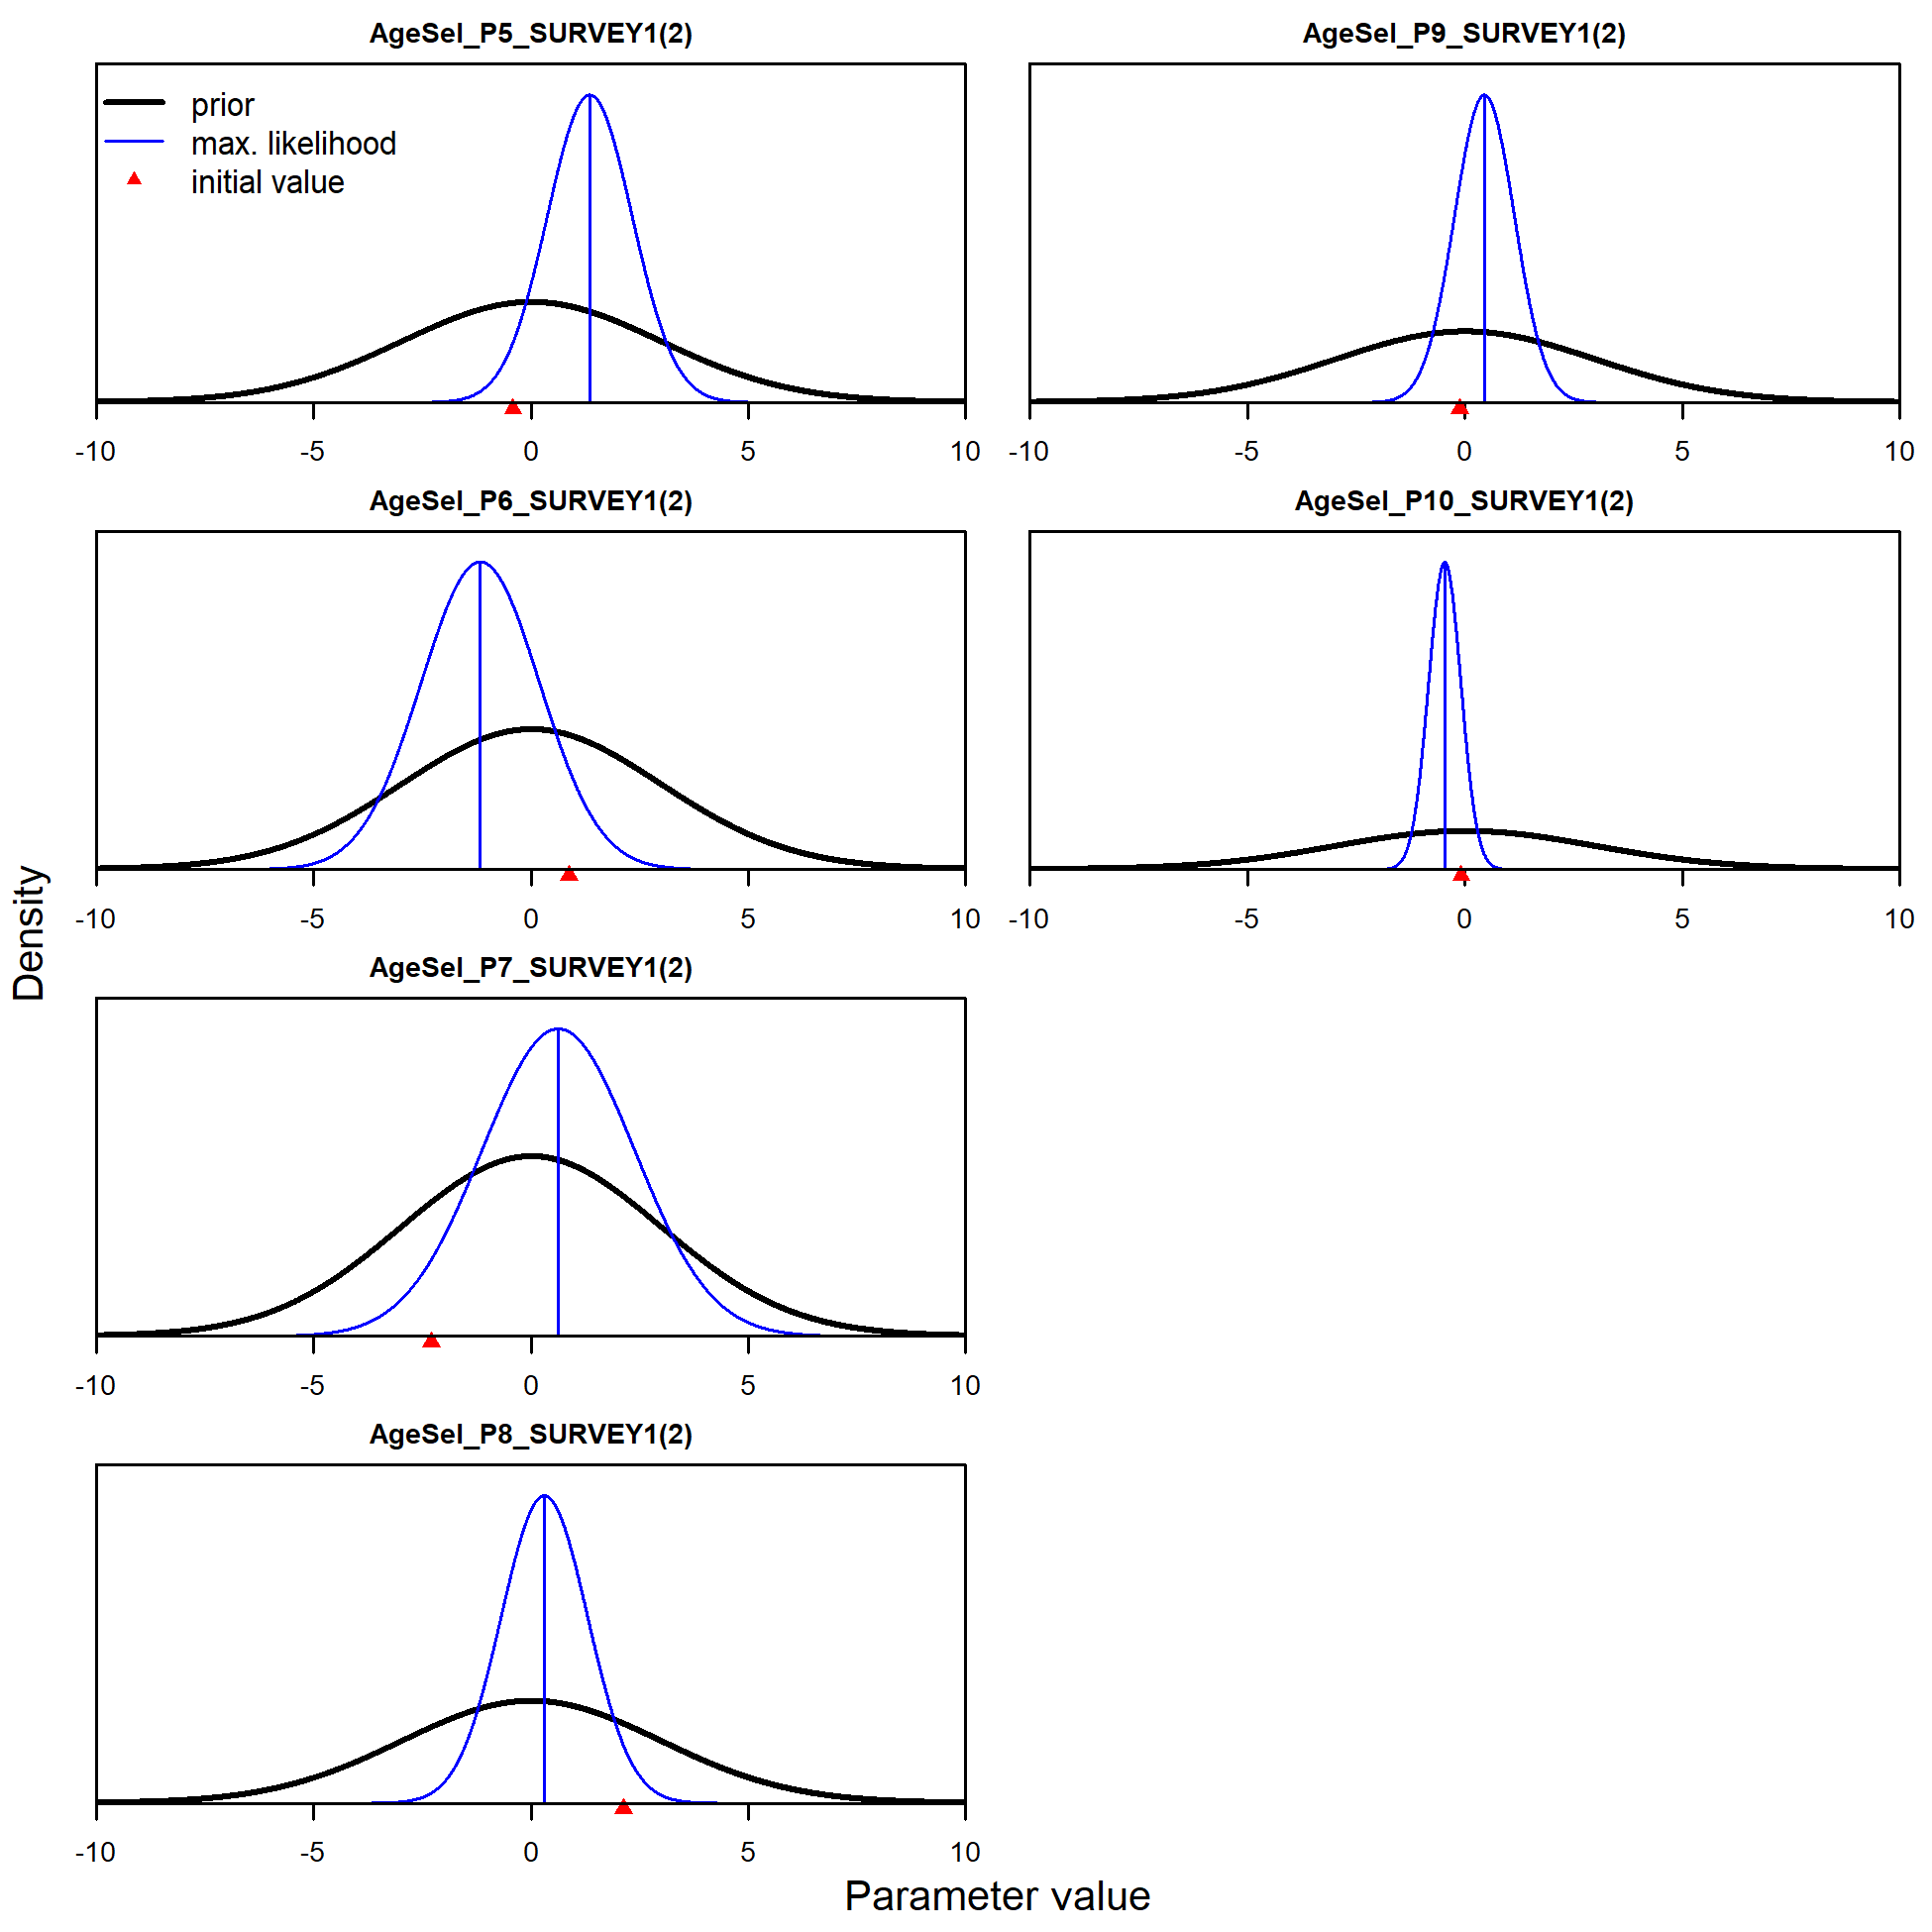 AgeSel_P5_SURVEY1(2)
prior
max. likelihood
initial value
-10 -5 0 5 10
AgeSel_P9_SURVEY1(2)
-10 -5 0 5 10
AgeSel_P6_SURVEY1(2)
-10 -5 0 5 10
AgeSel_P10_SURVEY1(2)
-10 -5 0 5 10
AgeSel_P7_SURVEY1(2)
-10 -5 0 5 10
AgeSel_P8_SURVEY1(2)
-10 -5 0 5 10
Density
Parameter value